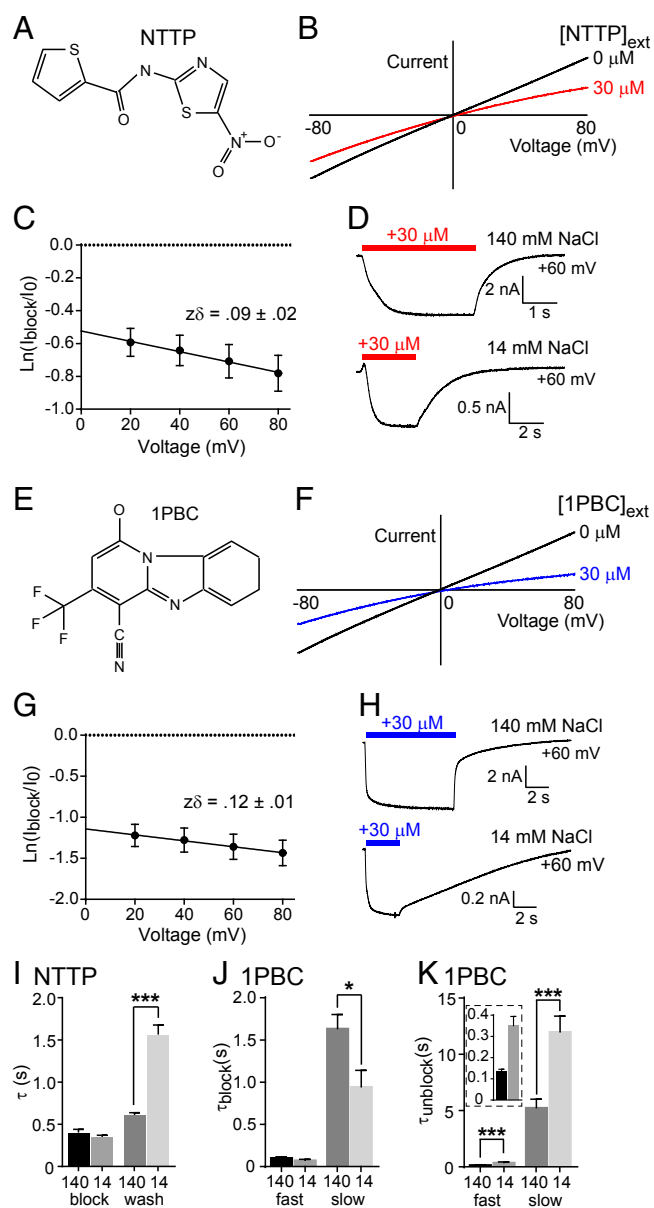 A
NTTP
S
N
N
O
S
N+
O
O-
B
Current
[NTTP]ext
0 µM
30 µM
-80
0
80
Voltage (mV)
C
Ln(Iblock/I0)
0.0
-0.2
-0.4
-0.6
-0.8
-1.0
zδ = .09 ± .02
0 20 40 60 80
Voltage (mV)
D
+30 µM
140 mM NaCl
+60 mV
2 nA
1 s
+30 µM
14 mM NaCl
+60 mV
0.5 nA
2 s
E
1PBC
O
N
F
F
F
N
C
N
F
Current
[1PBC]ext
0 µM
30 µM
-80
0
80
Voltage (mV)
G
Ln(Iblock/I0)
0.0
-0.5
-1.0
-1.5
-2.0
zδ = .12 ± .01
0 20 40 60 80
Voltage (mV)
H
+30 µM
140 mM NaCl
+60 mV
2 nA
2 s
+30 µM
14 mM NaCl
+60 mV
0.2 nA
2 s
I NTTP
τ (s)
2.0
1.5
1.0
0.5
0
***
140 14 140 14
block wash
J 1PBC
τblock(s)
2.0
1.5
1.0
0.5
0
*
140 14 140 14
fast slow
K 1PBC
τunblock(s)
15
10
5
0
0.4
0.3
0.2
0.1
0
***
***
140 14 140 14
fast slow